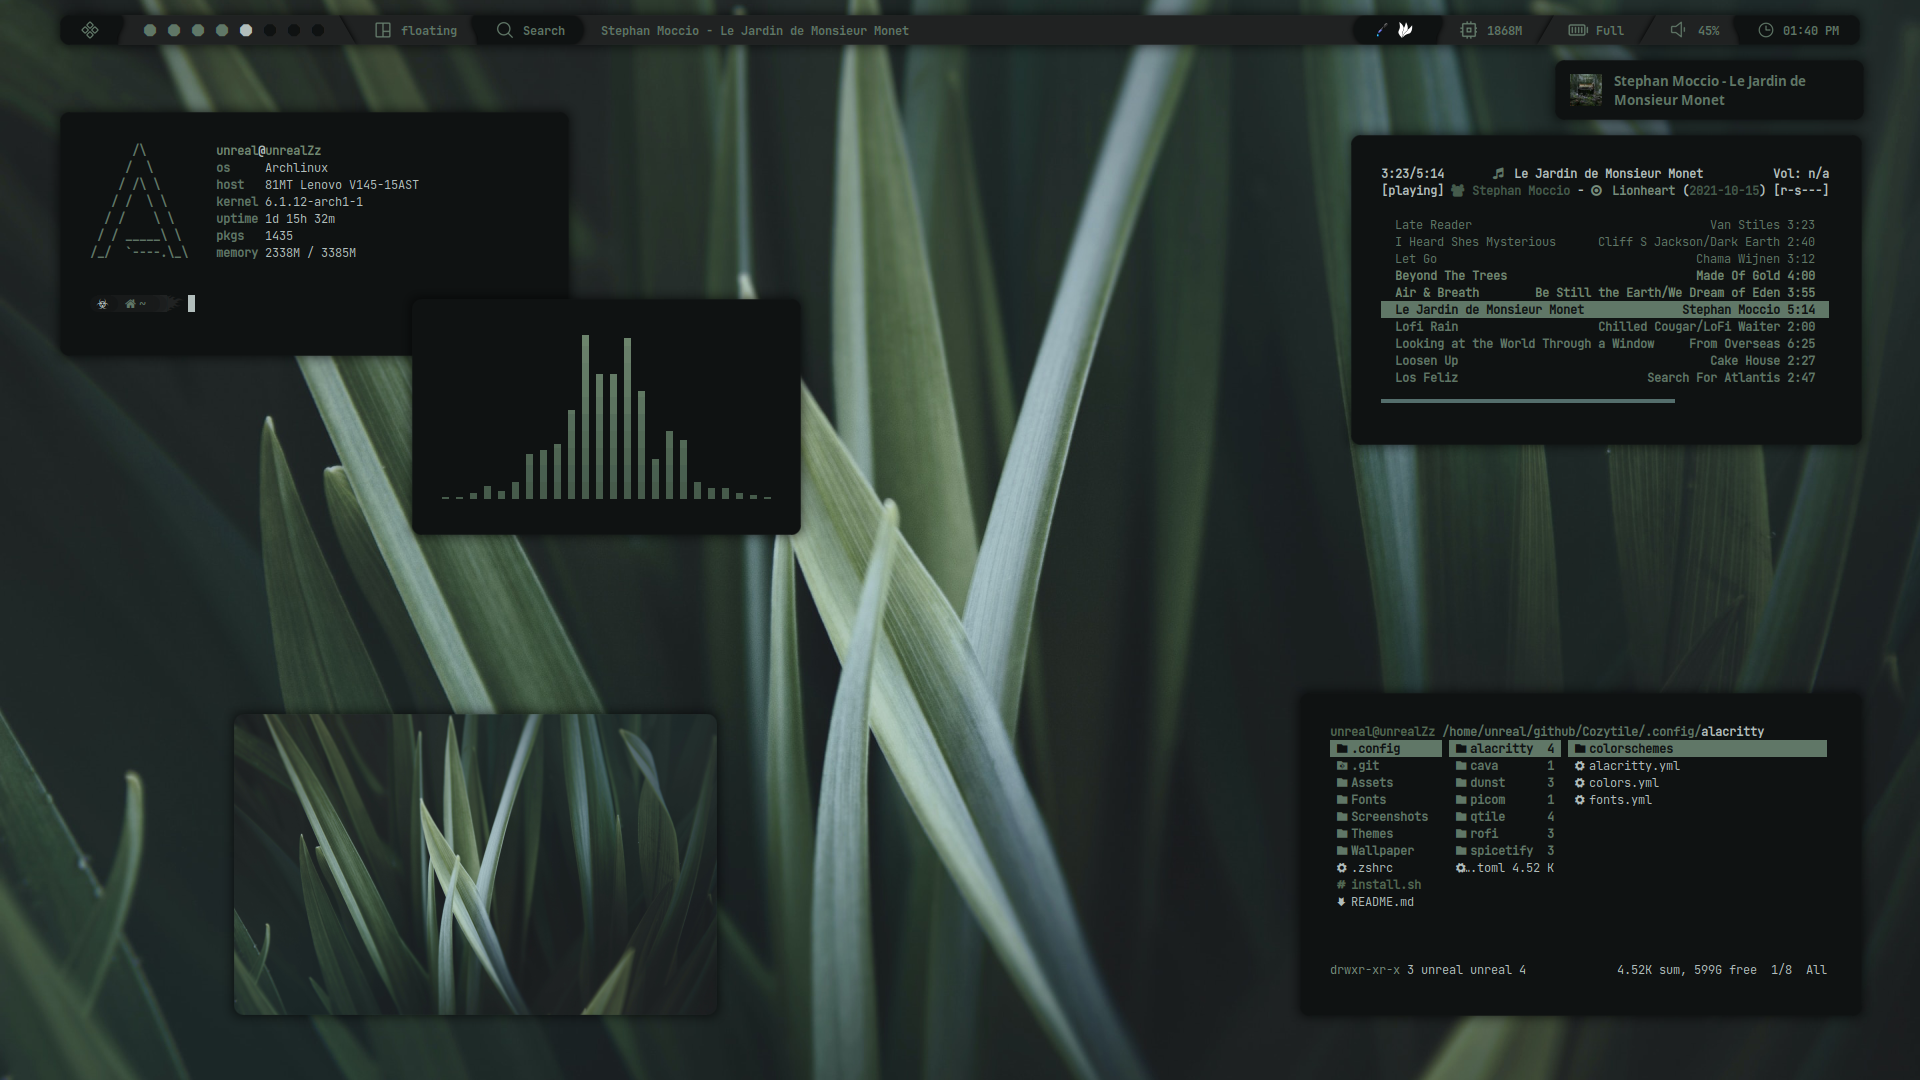 floating
Search
Stephan Moccio - Le Jardin de Monsieur Monet
1868M
Full
45%
01:40 PM
Stephan Moccio - Le Jardin de
Monsieur Monet
unreal@unrealZz
os Archlinux
host 81MT Lenovo V145-15AST
kernel 6.1.12-arch1-1
uptime 1d 15h 32m
pkgs 1435
memory 2338M / 3385M
~
3:23/5:14 Le Jardin de Monsieur Monet Vol: n/a
[playing] Stephan Moccio - Lionheart (2021-10-15) [r-s---]
Late Reader Van Stiles 3:23
I Heard Shes Mysterious Cliff S Jackson/Dark Earth 2:40
Let Go Chama Wijnen 3:12
Beyond The Trees Made Of Gold 4:00
Air & Breath Be Still the Earth/We Dream of Eden 3:55
Le Jardin de Monsieur Monet Stephan Moccio 5:14
Lofi Rain Chilled Cougar/LoFi Waiter 2:00
Looking at the World Through a Window From Overseas 6:25
Loosen Up Cake House 2:27
Los Feliz Search For Atlantis 2:47
unreal@unrealZz /home/unreal/github/Cozytile/.config/alacritty
.config alacritty 4 colorschemes
.git cava 1 alacritty.yml
Assets dunst 3 colors.yml
Fonts picom 1 fonts.yml
Screenshots qtile 4
Themes rofi 3
Wallpaper spicetify 3
.zshrc ….toml 4.52 K
# install.sh
README.md
drwxr-xr-x 3 unreal unreal 4 4.52K sum, 599G free 1/8 All